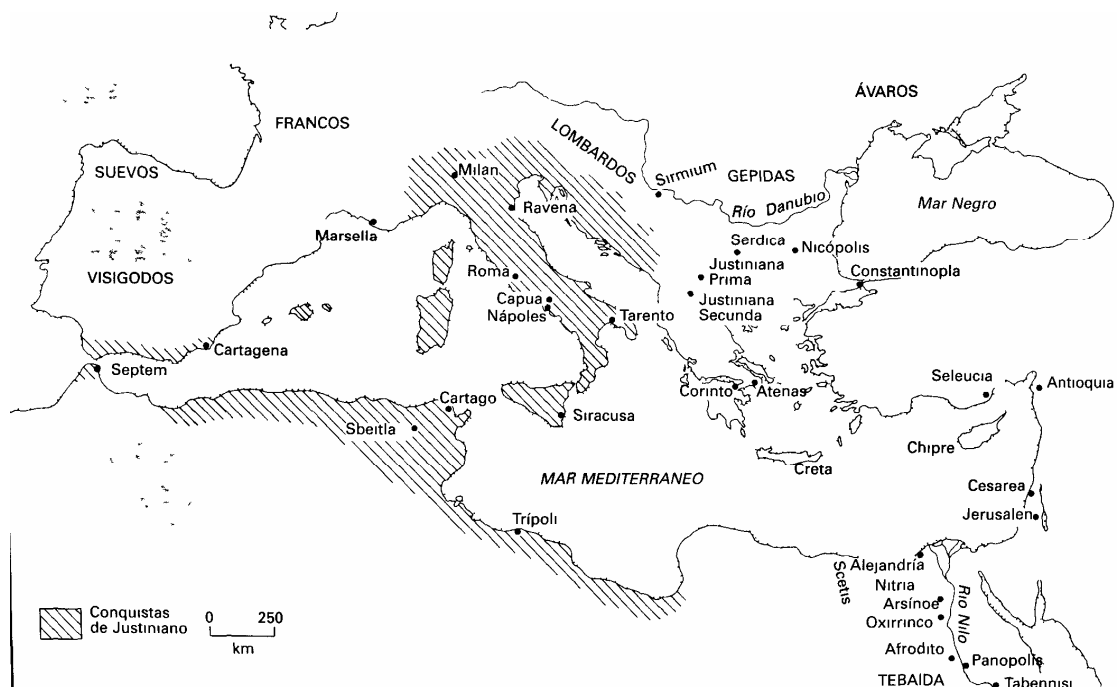 ÁVAROS
FRANCOS
LOMBARDOS
SUEVOS
Milan
Sirmium
GEPIDAS
Río Danubio
Mar Negro
Ravena
Marsella
Serdica
Nicópolis
VISIGODOS
Roma
Justiniana
Prima
Constantinopla
Capua
Nápoles
Justiniana
Secunda
Tarento
Cartagena
Septem
Seleucia
Antioquia
Cartago
Corinto
Atenas
Siracusa
Sbeitla
Chipre
Creta
MAR MEDITERRANEO
Cesarea
Jerusalen
Trípoli
Alejandría
Scetis
Nitria
Arsínoe
Oxirrinco
Río Nilo
Conquistas
de Justiniano
0 250
km
Afrodito
Panopolis
TEBAÍDA
Tabennisi